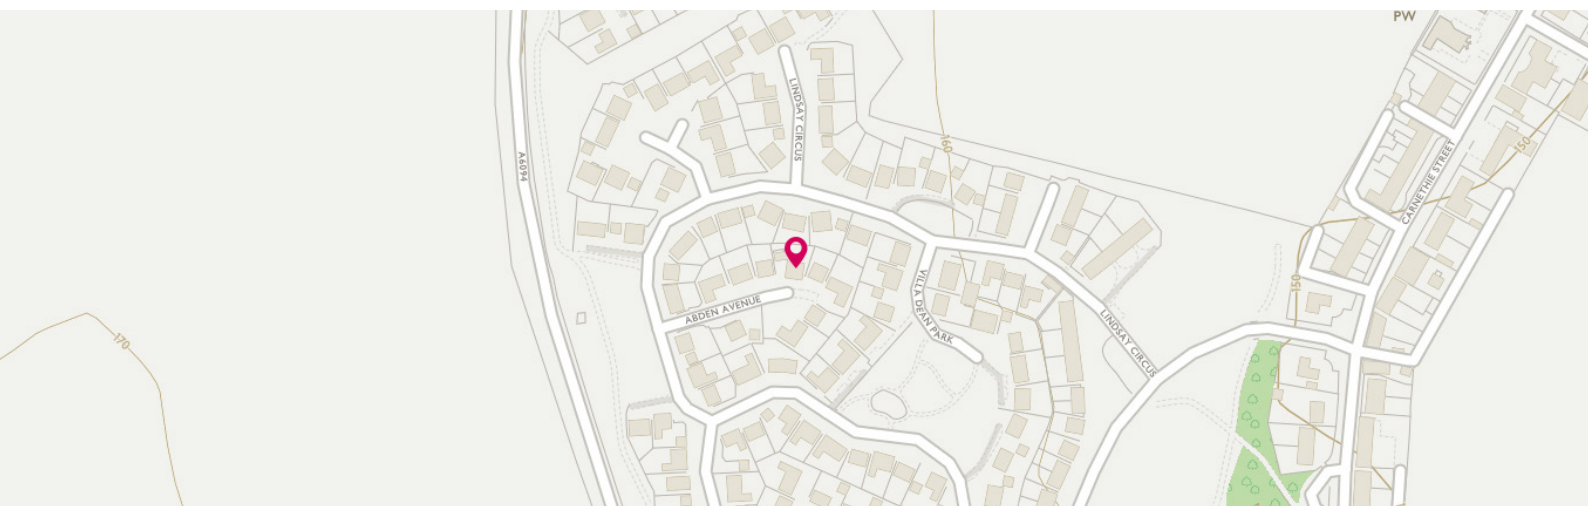 PW
LINDSAY CIRCUS
A6094
160
150
CARNETHIE STREET
150
VILLA DEAN PARK
ABDEN AVENUE
LINDSAY CIRCUS
170